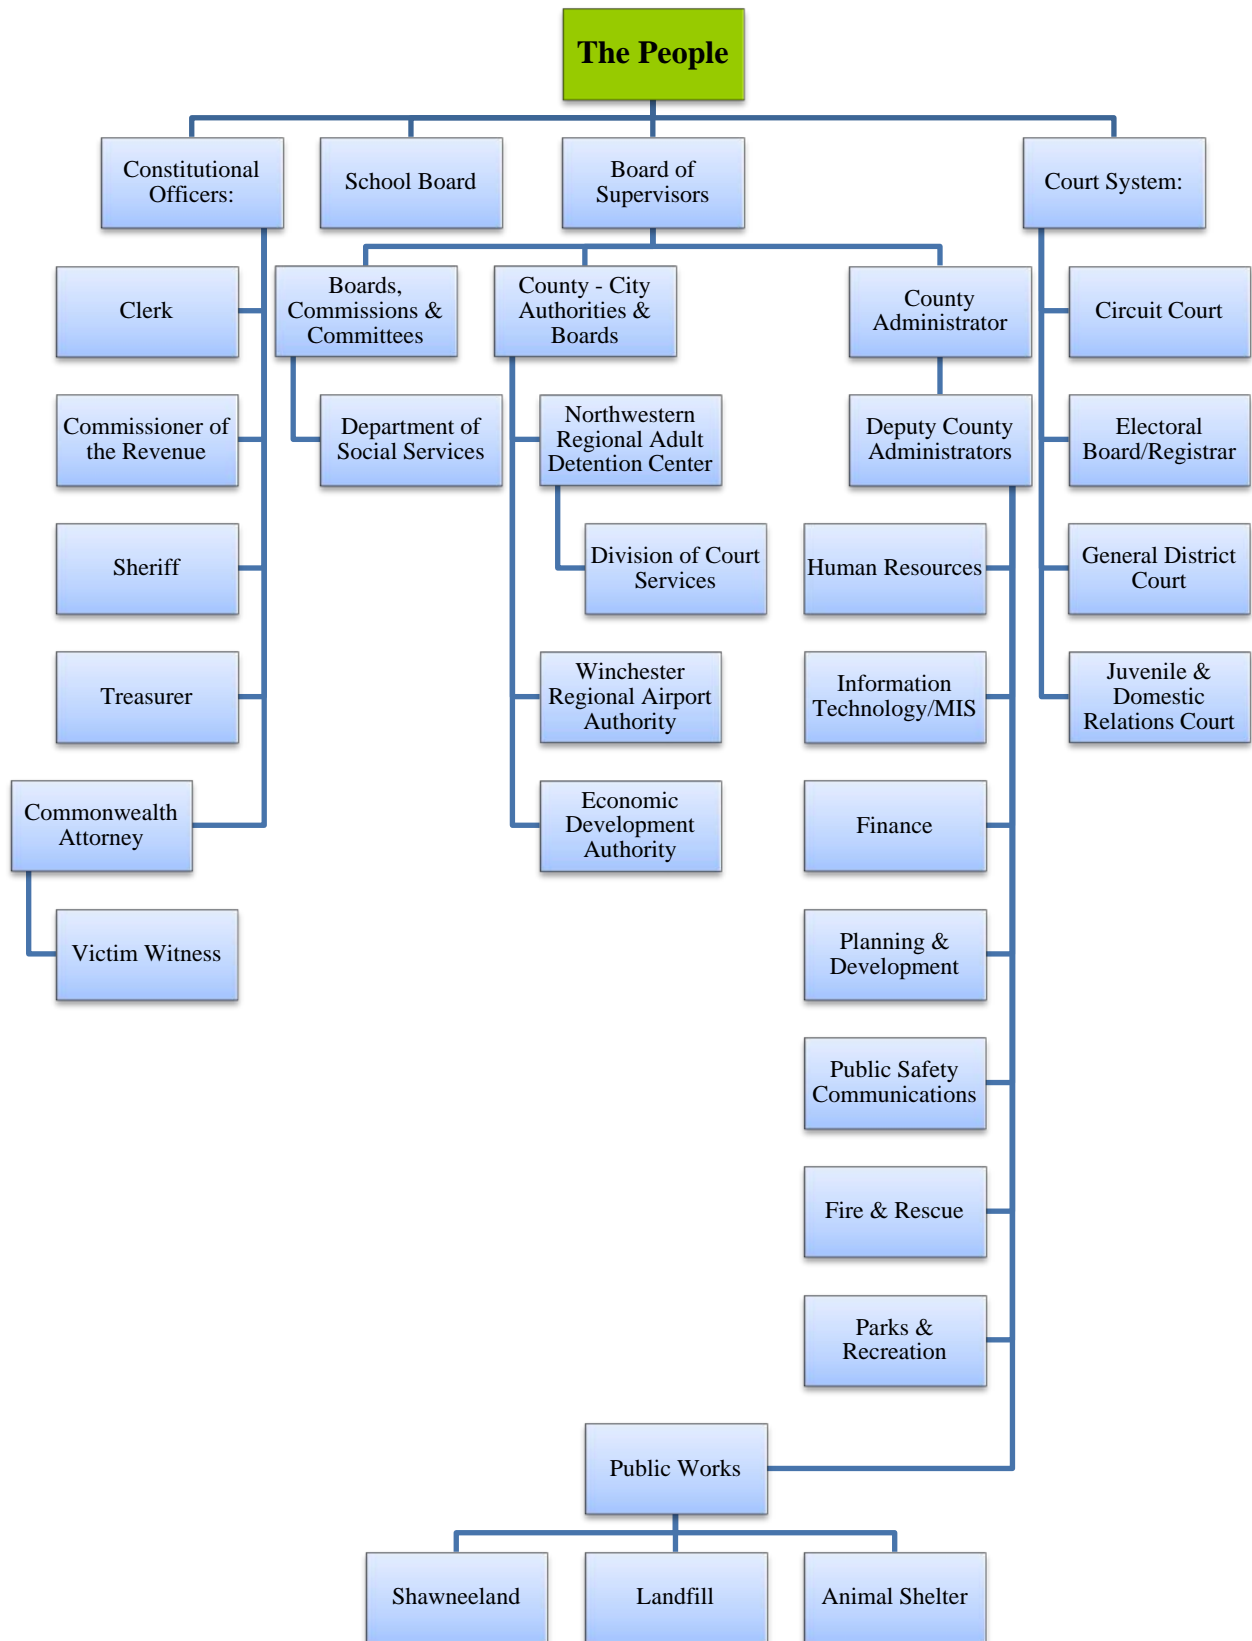 The People
Constitutional
Officers:
School Board
Board of
Supervisors
Court System:
Clerk
Boards,
Commissions &
Committees
County - City
Authorities &
Boards
County
Administrator
Circuit Court
Commissioner of
the Revenue
Department of
Social Services
Northwestern
Regional Adult
Detention Center
Deputy County
Administrators
Electoral
Board/Registrar
Sheriff
Division of Court
Services
Human Resources
General District
Court
Treasurer
Winchester
Regional Airport
Authority
Information
Technology/MIS
Juvenile &
Domestic
Relations Court
Commonwealth
Attorney
Economic
Development
Authority
Finance
Victim Witness
Planning &
Development
Public Safety
Communications
Fire & Rescue
Parks &
Recreation
Public Works
Shawneeland
Landfill
Animal Shelter